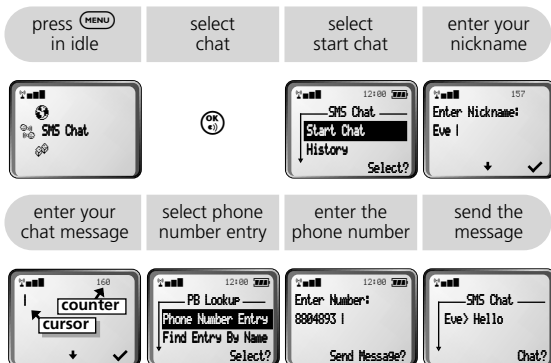 press MENU
in idle
select
chat
select
start chat
enter your
nickname
SMS Chat
OK
12:00
SMS Chat
Start Chat
History
Select?
157
Enter Nickname:
Eve
enter your
chat message
select phone
number entry
enter the
phone number
send the
message
160
counter
cursor
12:00
PB Lookup
Phone Number Entry
Find Entry By Name
Select?
12:00
Enter Number:
8804893
Send Message?
SMS Chat
Eve> Hello
Chat?